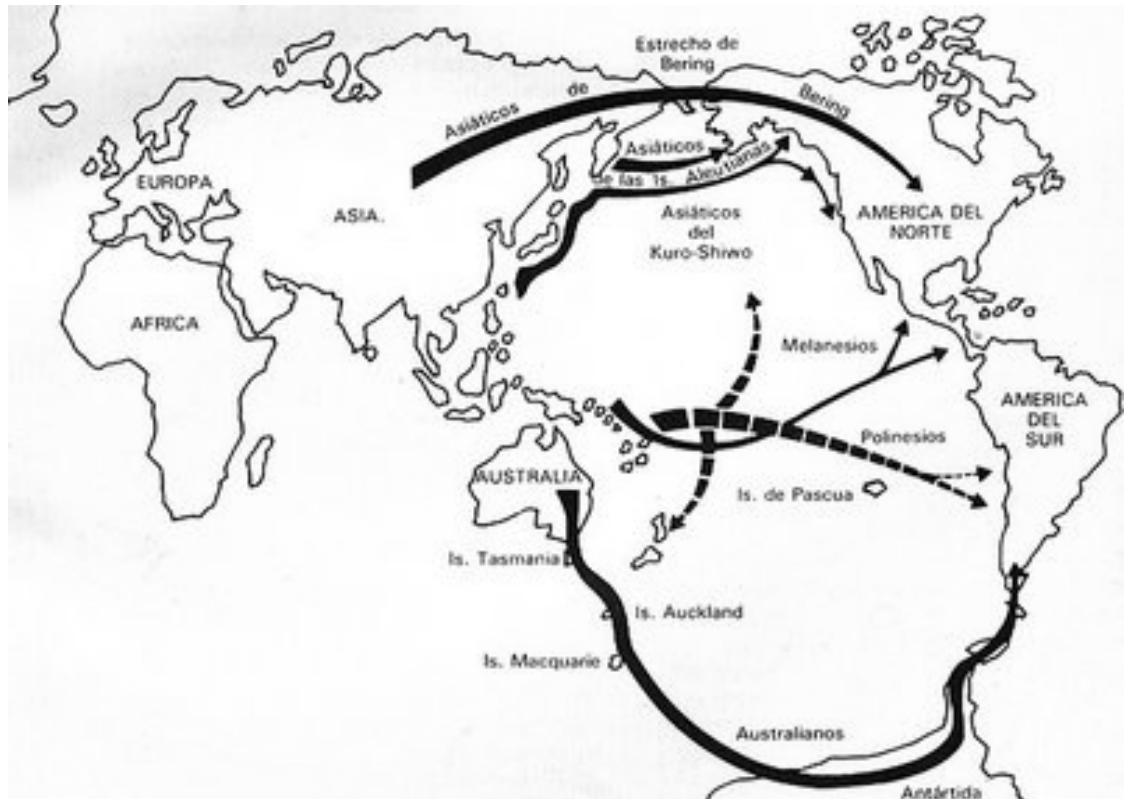 Estrecho de
Bering
Asiáticos de Bering
Asiáticos
de las Is. Aleutianas
EUROPA
ASIA.
Asiáticos
del
Kuro-Shiwo
AMERICA DEL
NORTE
AFRICA
Melanesios
AMERICA
DEL
SUR
Polinesios
AUSTRALIA
Is. de Pascua
Is. Tasmania
Is. Auckland
Is. Macquarie
Australianos
Antártida